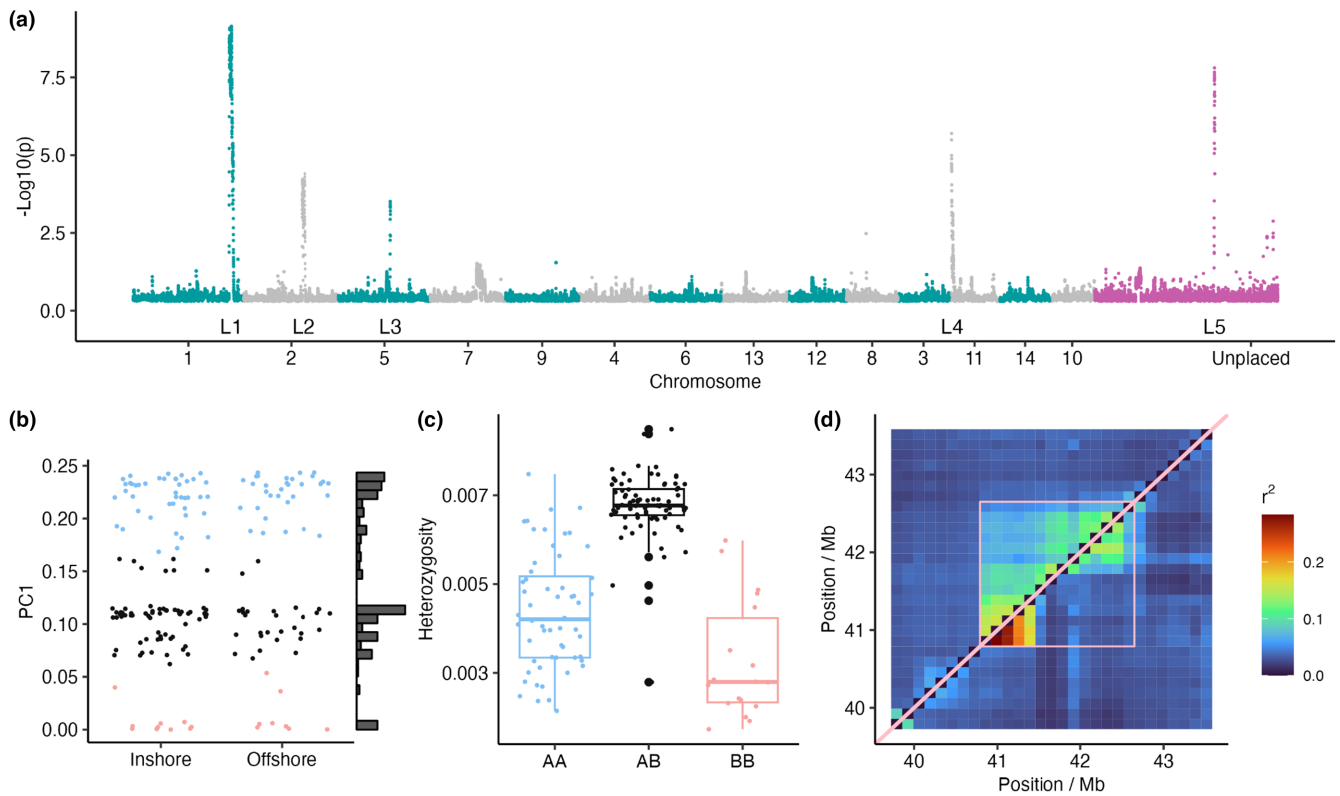 (a)
-Log10(p)
7.5
5.0
2.5
0.0
L1 L2 L3 L4 L5
1 2 5 7 9 4 6 13 12 8 3 11 14 10 Unplaced
Chromosome
(b)
PC1
0.25
0.20
0.15
0.10
0.05
0.00
Inshore Offshore
(c)
Heterozygosity
0.007
0.005
0.003
AA AB BB
(d)
Position / Mb
43
42
41
40
40 41 42 43
Position / Mb
r²
0.2
0.1
0.0